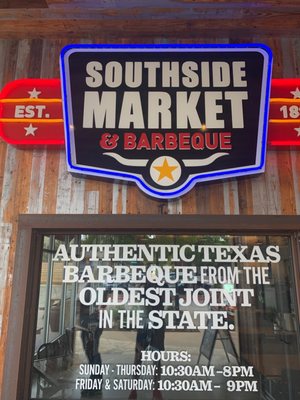 SOUTHSIDE
EST. MARKET 18
& BARBEQUE
AUTHENTIC TEXAS
BARBEQUE FROM THE
OLDEST JOINT
IN THE STATE.
HOURS:
SUNDAY - THURSDAY: 10:30AM-8PM
FRIDAY & SATURDAY: 10:30AM - 9PM